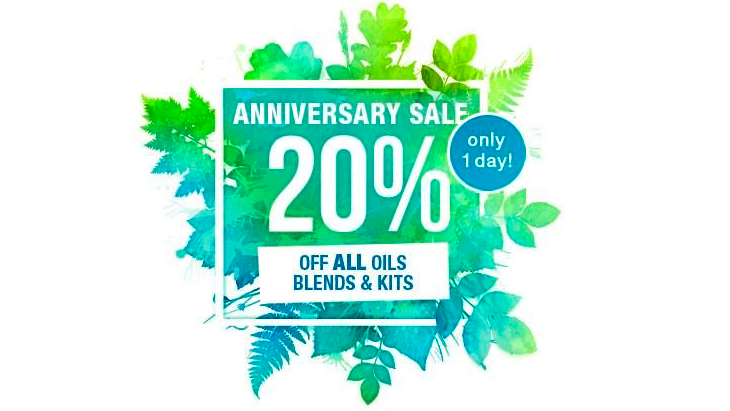 ANNIVERSARY SALE
20%
only
1 day!
OFF ALL OILS
BLENDS & KITS